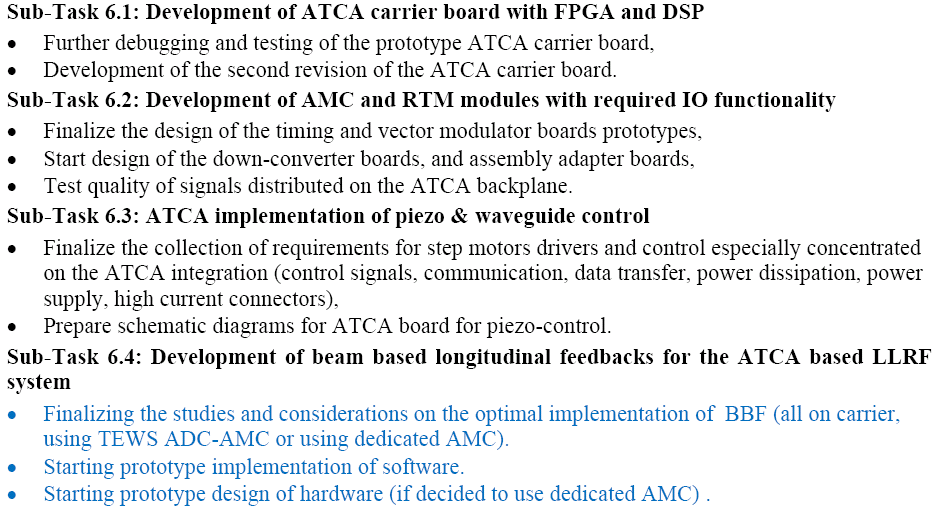 Sub-Task 6.1: Development of ATCA carrier board with FPGA and DSP
• Further debugging and testing of the prototype ATCA carrier board,
• Development of the second revision of the ATCA carrier board.
Sub-Task 6.2: Development of AMC and RTM modules with required IO functionality
• Finalize the design of the timing and vector modulator boards prototypes,
• Start design of the down-converter boards, and assembly adapter boards,
• Test quality of signals distributed on the ATCA backplane.
Sub-Task 6.3: ATCA implementation of piezo & waveguide control
• Finalize the collection of requirements for step motors drivers and control especially concentrated
on the ATCA integration (control signals, communication, data transfer, power dissipation, power
supply, high current connectors),
• Prepare schematic diagrams for ATCA board for piezo-control.
Sub-Task 6.4: Development of beam based longitudinal feedbacks for the ATCA based LLRF
system
• Finalizing the studies and considerations on the optimal implementation of BBF (all on carrier,
using TEWS ADC-AMC or using dedicated AMC).
• Starting prototype implementation of software.
• Starting prototype design of hardware (if decided to use dedicated AMC) .